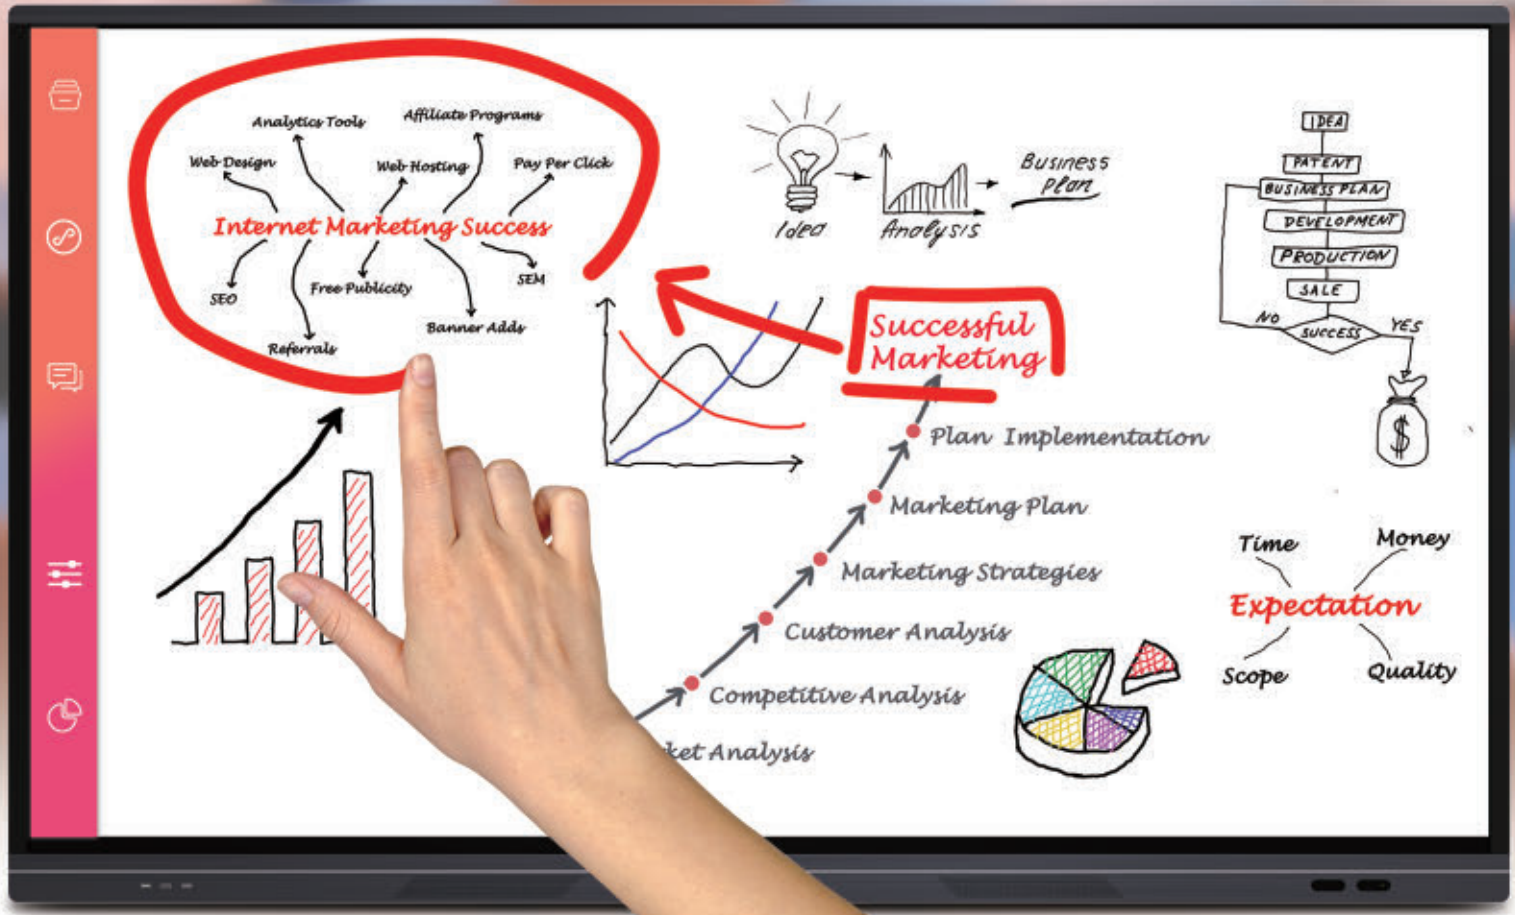 Analytics Tools
Affiliate Programs
Web Design
Web Hosting
Pay Per Click
Internet Marketing Success
SEO
Free Publicity
SEM
Banner Adds
Referrals
Idea
Analysis
Business
Plan
IDEA
PATENT
BUSINESS PLAN
DEVELOPMENT
PRODUCTION
SALE
NO
SUCCESS
YES
$
Successful
Marketing
Plan Implementation
Marketing Plan
Marketing Strategies
Customer Analysis
Competitive Analysis
Analysis
Time
Money
Expectation
Scope
Quality